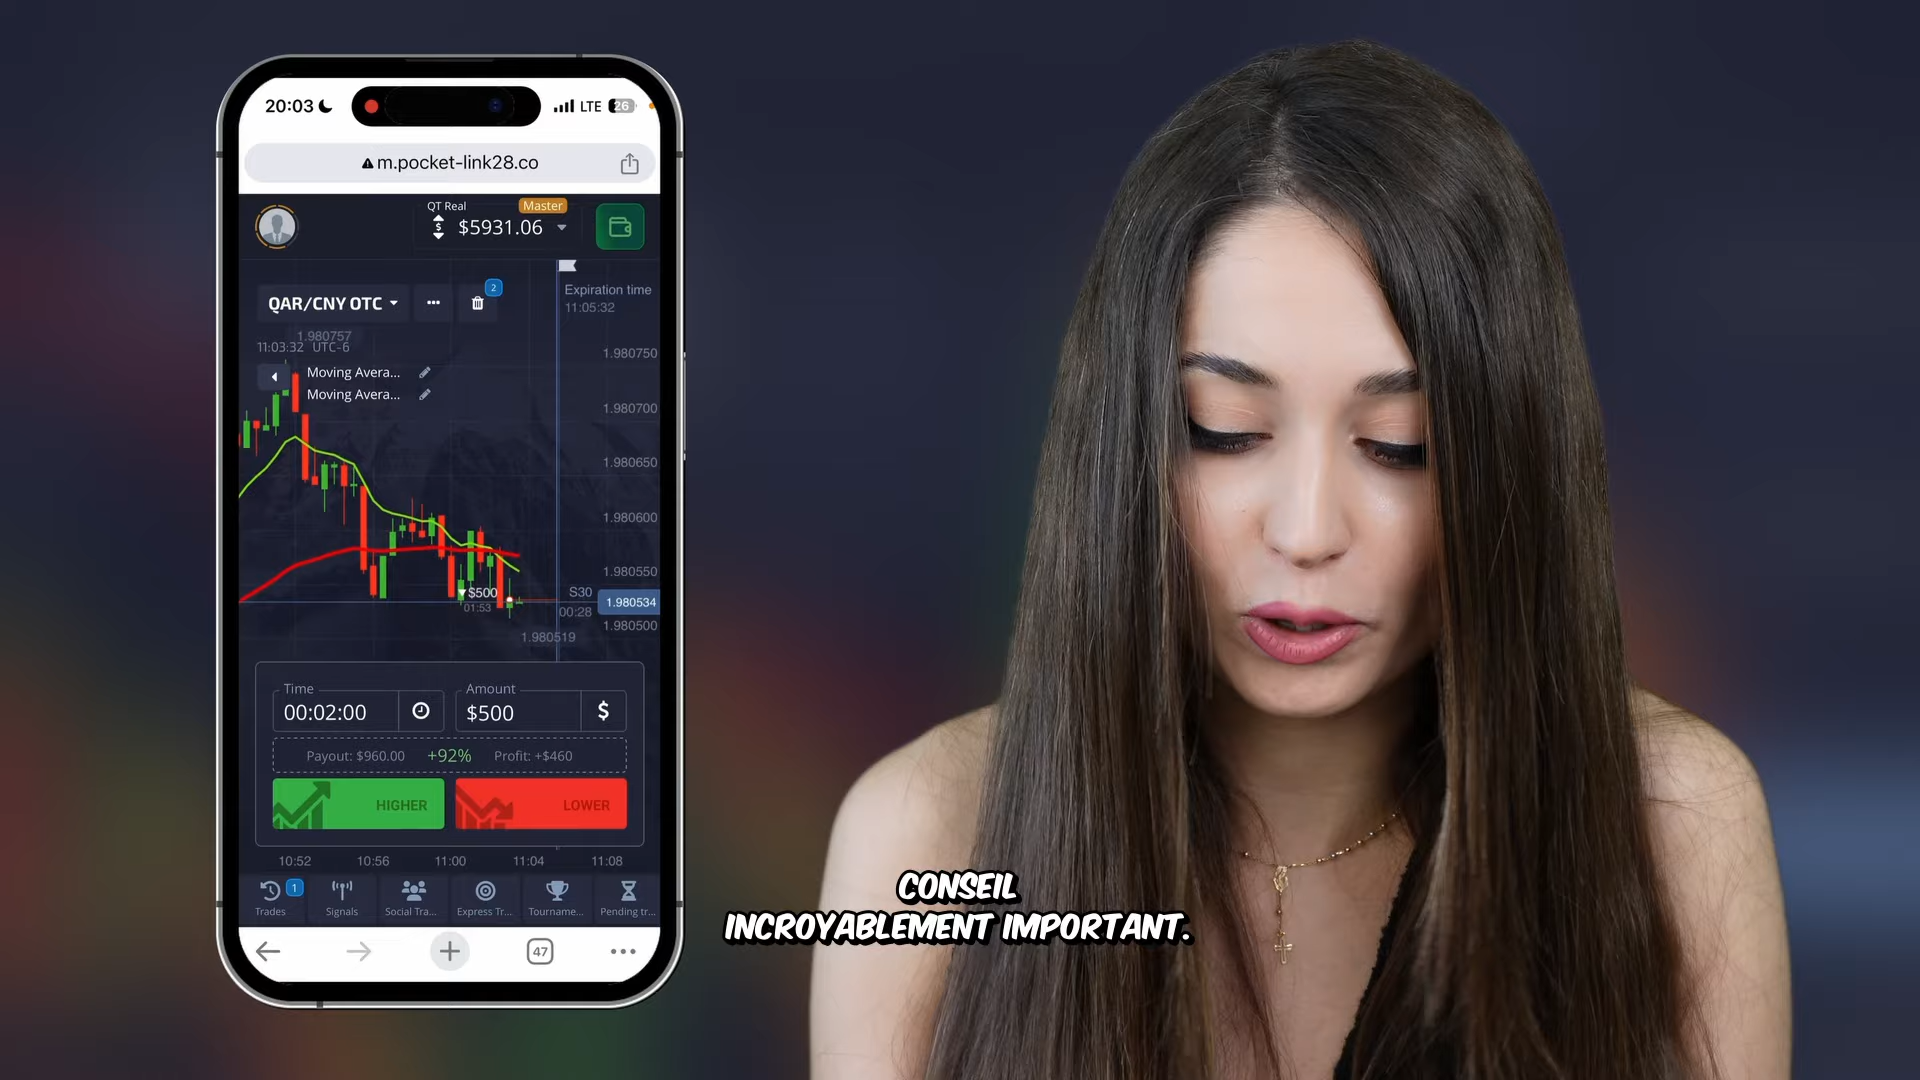 20:03
LTE 26
m.pocket-link28.co
QT Real
Master
$5931.06
QAR/CNY OTC
2
Expiration time
11:05:32
1.980757
11:03:32 UTC-6
Moving Avera...
Moving Avera...
1.980750
1.980700
1.980650
1.980600
1.980550
$500
01:53
S30
00:28
1.980534
1.980500
1.980519
Time
00:02:00
Amount
$500
$
Payout: $960.00 +92% Profit: +$460
HIGHER
LOWER
10:52 10:56 11:00 11:04 11:08
1
Trades Signals Social Tra... Express Tr... Tourname... Pending tr...
47
CONSEIL
INCROYABLEMENT IMPORTANT.